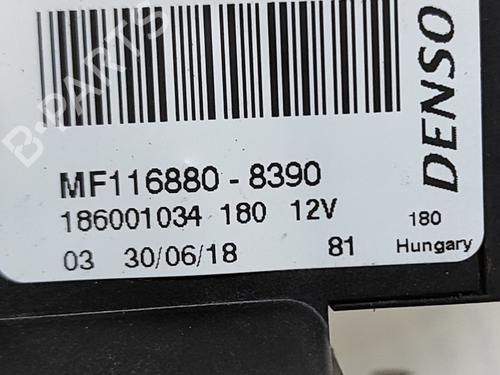 B-PARTS
DENSO
MF116880-8390
186001034 180 12V
180
03 30/06/18 81 Hungary